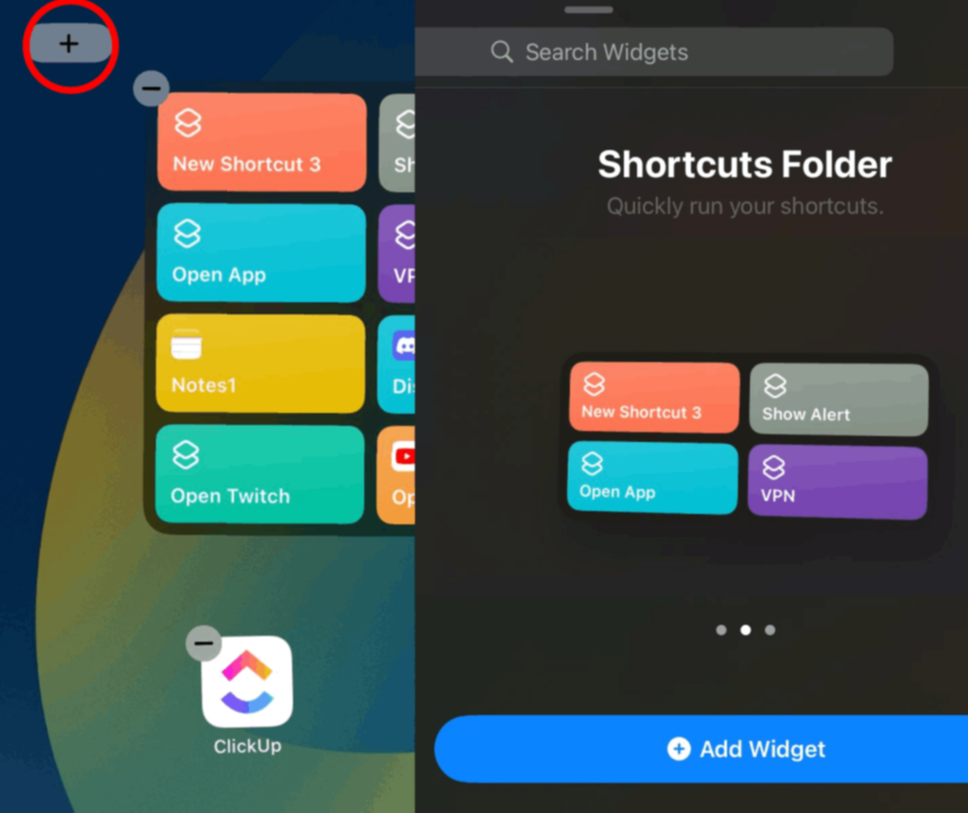 +
New Shortcut 3
Sh
Open App
VP
Notes1
Dis
Open Twitch
Op
ClickUp
Search Widgets
Shortcuts Folder
Quickly run your shortcuts.
New Shortcut 3
Show Alert
Open App
VPN
Add Widget